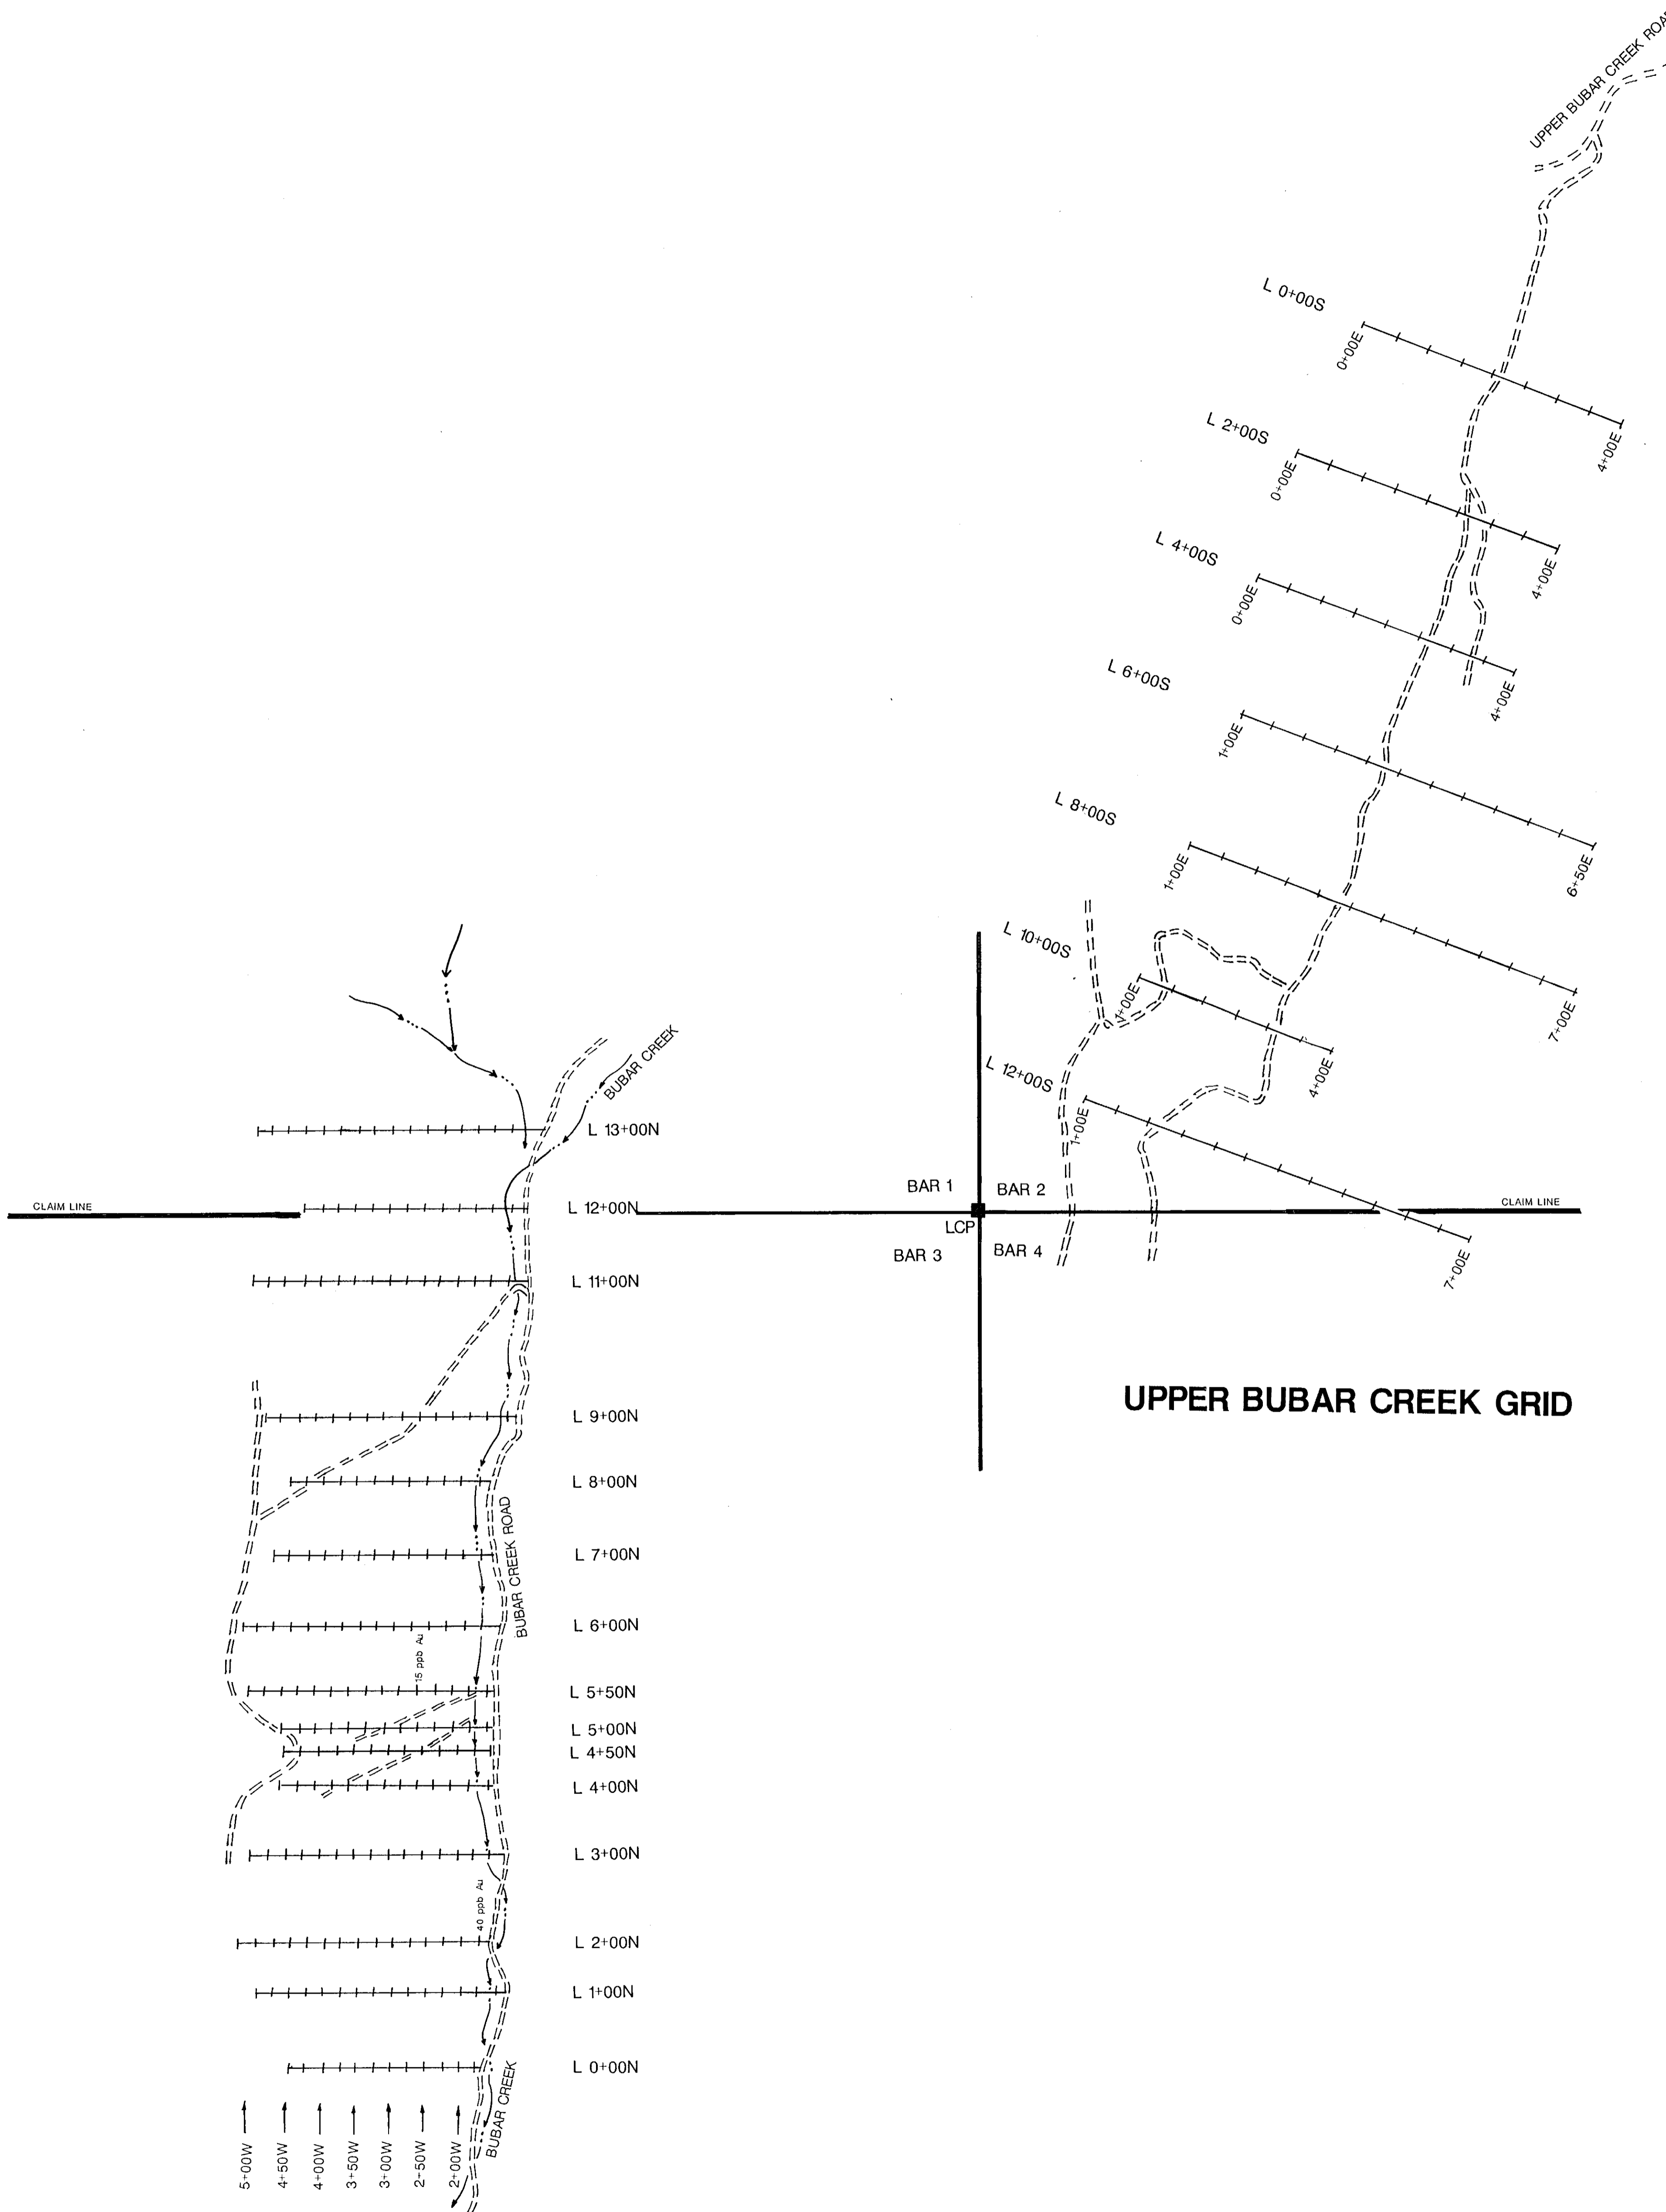 UPPER BUBAR CREEK ROAD
L 0+00S
0+00E
4+00E
L 2+00S
0+00E
4+00E
L 4+00S
0+00E
4+00E
L 6+00S
1+00E
6+50E
L 8+00S
1+00E
7+00E
L 10+00S
1+00E
4+00E
L 12+00S
1+00E
7+00E
BUBAR CREEK
L 13+00N
CLAIM LINE
L 12+00N
BAR 1
BAR 2
LCP
BAR 3
BAR 4
CLAIM LINE
L 11+00N
UPPER BUBAR CREEK GRID
L 9+00N
L 8+00N
BUBAR CREEK ROAD
L 7+00N
L 6+00N
15 ppb Au
L 5+50N
L 5+00N
L 4+50N
L 4+00N
L 3+00N
40 ppb Au
L 2+00N
L 1+00N
L 0+00N
BUBAR CREEK
5+00W
4+50W
4+00W
3+50W
3+00W
2+50W
2+00W